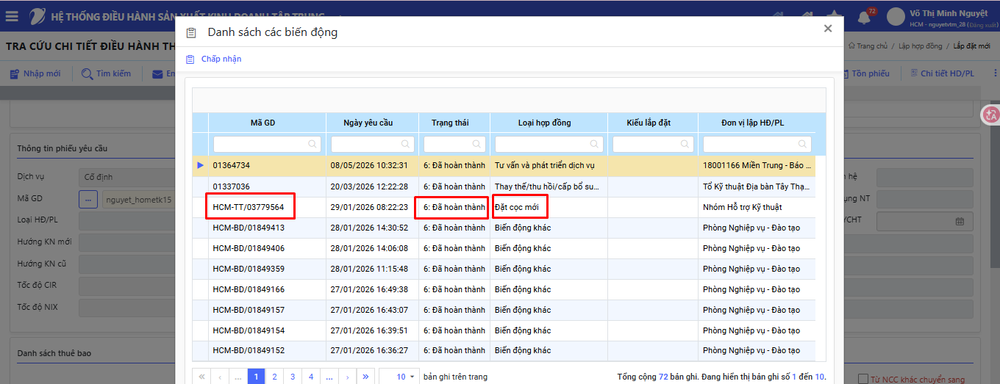 HỆ THỐNG ĐIỀU HÀNH SẢN XUẤT KINH DOANH TẬP TRUNG
72
Võ Thị Minh Nguyệt
HCM - nguyetvtm_28 (Đăng xuất)
Danh sách các biến động
TRA CỨU CHI TIẾT ĐIỀU HÀNH TH
Trang chủ / Lập hợp đồng / Lắp đặt mới
Chấp nhận
Nhập mới
Tìm kiếm
Em
Tồn phiếu
Chi tiết HD/PL
Mã GD Ngày yêu cầu Trạng thái Loại hợp đồng Kiểu lắp đặt Đơn vị lập HĐ/PL
01364734 08/05/2026 10:32:31 6: Đã hoàn thành Tư vấn và phát triển dịch vụ 18001166 Miền Trung - Báo ...
01337036 20/03/2026 12:22:28 6: Đã hoàn thành Thay thế/thu hồi/cấp bổ su... Tổ Kỹ thuật Địa bàn Tây Thạ...
HCM-TT/03779564 29/01/2026 08:22:23 6: Đã hoàn thành Đặt cọc mới Nhóm Hỗ trợ Kỹ thuật
HCM-BD/01849413 28/01/2026 14:30:52 6: Đã hoàn thành Biến động khác Phòng Nghiệp vụ - Đào tạo
HCM-BD/01849406 28/01/2026 14:06:08 6: Đã hoàn thành Biến động khác Phòng Nghiệp vụ - Đào tạo
HCM-BD/01849359 28/01/2026 11:15:48 6: Đã hoàn thành Biến động khác Phòng Nghiệp vụ - Đào tạo
HCM-BD/01849166 27/01/2026 16:49:38 6: Đã hoàn thành Biến động khác Phòng Nghiệp vụ - Đào tạo
HCM-BD/01849157 27/01/2026 16:43:07 6: Đã hoàn thành Biến động khác Phòng Nghiệp vụ - Đào tạo
HCM-BD/01849154 27/01/2026 16:39:51 6: Đã hoàn thành Biến động khác Phòng Nghiệp vụ - Đào tạo
HCM-BD/01849152 27/01/2026 16:36:27 6: Đã hoàn thành Biến động khác Phòng Nghiệp vụ - Đào tạo
« ‹ ... 1 2 3 4 ... › » 10 bản ghi trên trang
Tổng cộng 72 bản ghi. Đang hiển thị bản ghi số 1 đến 10.
Thông tin phiếu yêu cầu
Dịch vụ Cố định
Mã GD ... nguyet_hometk15
Loại HĐ/PL
Hướng KN mới
Hướng KN cũ
Tốc độ CIR
Tốc độ NIX
Danh sách thuê bao
n hệ
ụng NT
YCHT
Từ NCC khác chuyển sang